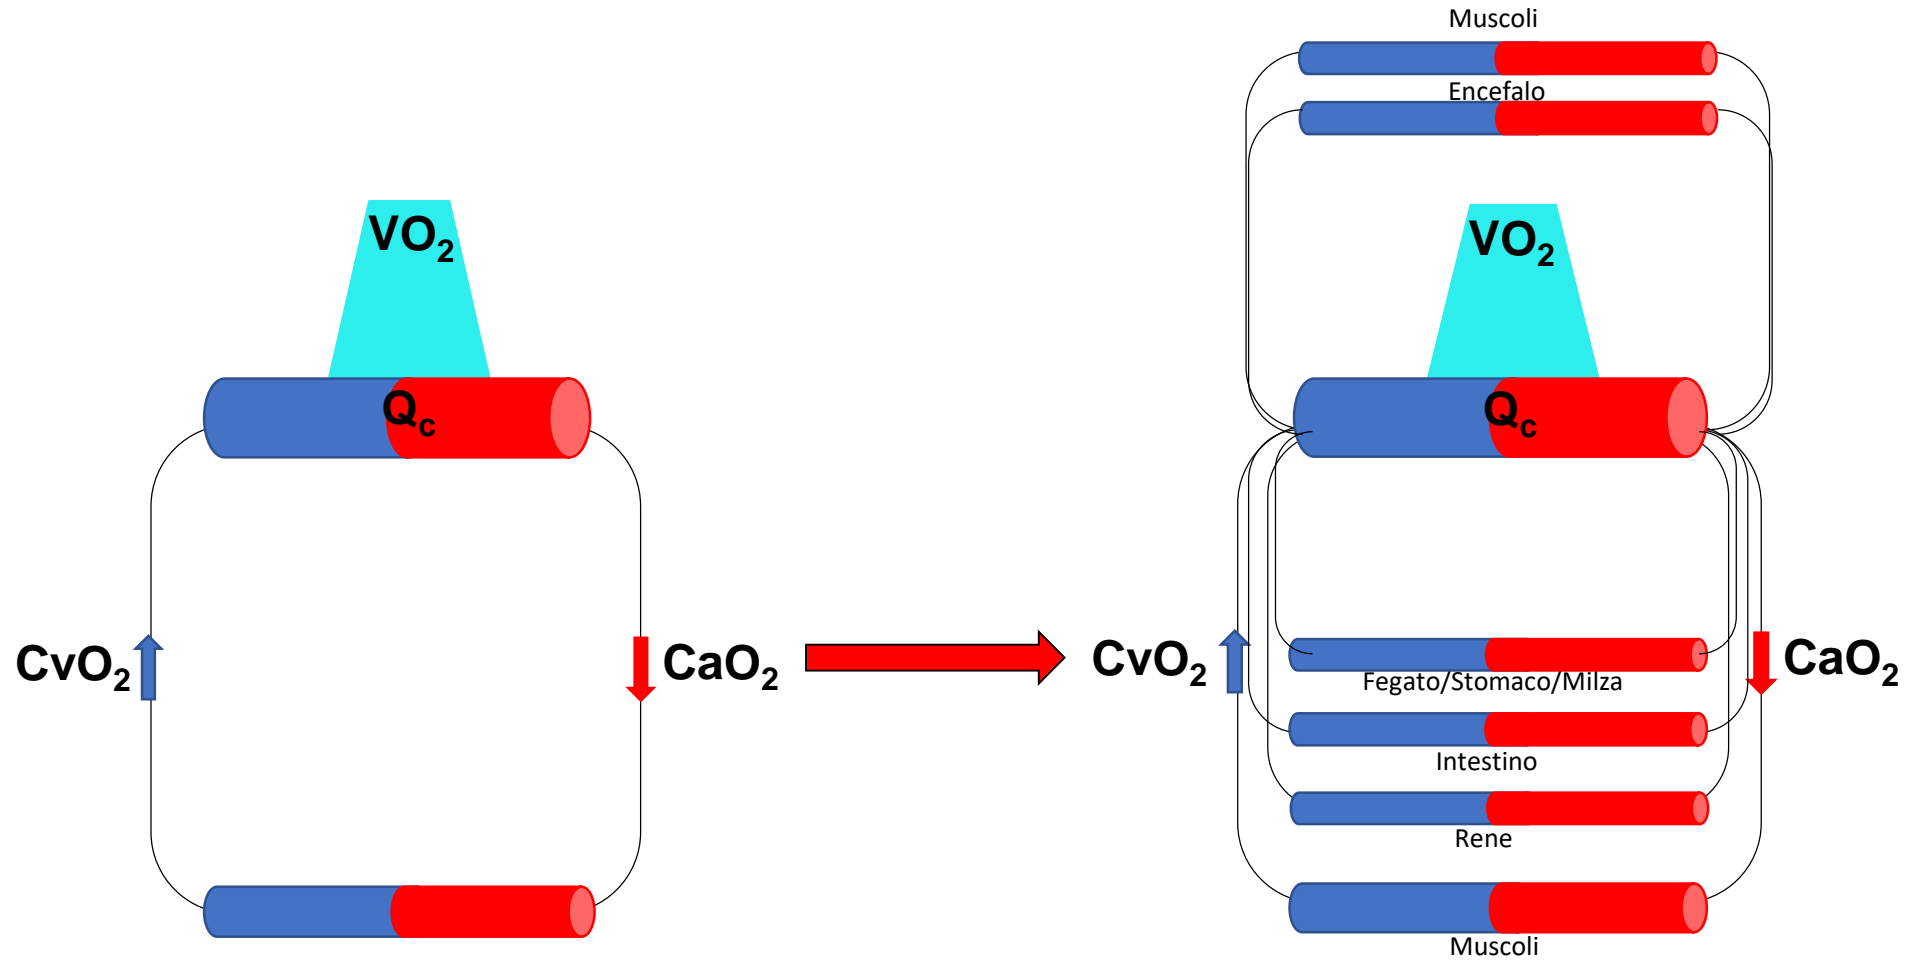 Muscoli
Encefalo
VO₂
VO₂
Qc
Qc
CvO₂
CaO₂
CvO₂
CaO₂
Fegato/Stomaco/Milza
Intestino
Rene
Muscoli